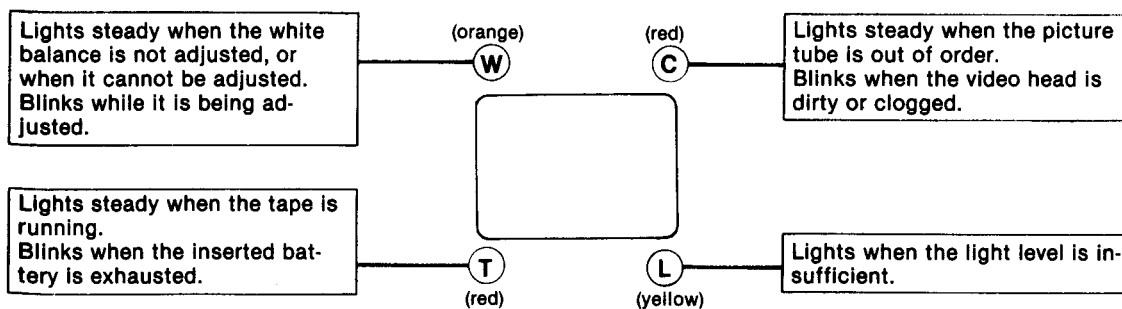 Lights steady when the white
balance is not adjusted, or
when it cannot be adjusted.
Blinks while it is being ad-
justed.
(orange)
W
(red)
C
Lights steady when the picture
tube is out of order.
Blinks when the video head is
dirty or clogged.
Lights steady when the tape is
running.
Blinks when the inserted bat-
tery is exhausted.
T
(red)
L
(yellow)
Lights when the light level is in-
sufficient.